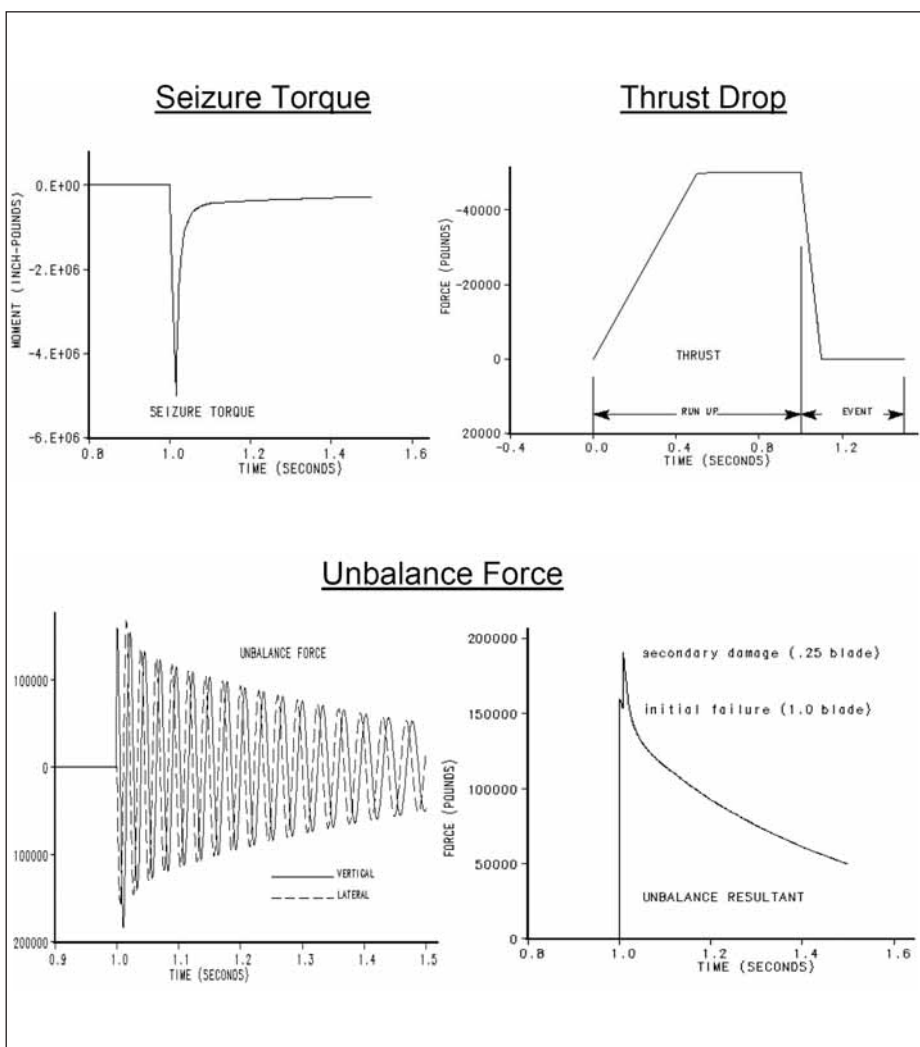 Seizure Torque
0.E+00
-2.E+06
-4.E+06
-6.E+06
MOMENT (INCH-POUNDS)
SEIZURE TORQUE
0.8 1.0 1.2 1.4 1.6
TIME (SECONDS)
Thrust Drop
-40000
-20000
0
20000
FORCE (POUNDS)
THRUST
RUN UP
EVENT
-0.4 0.0 0.4 0.8 1.2
TIME (SECONDS)
Unbalance Force
100000
0
100000
200000
UNBALANCE FORCE
VERTICAL
LATERAL
0.9 1.0 1.1 1.2 1.3 1.4 1.5
TIME (SECONDS)
200000
150000
100000
50000
0
FORCE (POUNDS)
secondary damage (.25 blade)
initial failure (1.0 blade)
UNBALANCE RESULTANT
0.8 1.0 1.2 1.4 1.6
TIME (SECONDS)